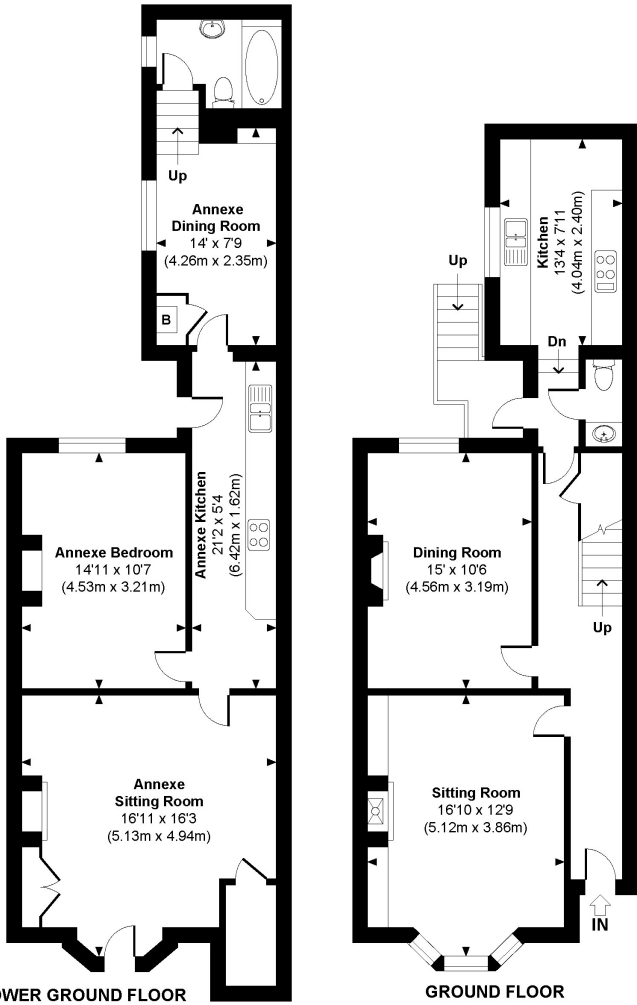 Up
Annexe
Dining Room
14' x 7'9
(4.26m x 2.35m)
B
Annexe Kitchen
21'2 x 5'4
(6.42m x 1.62m)
Annexe Bedroom
14'11 x 10'7
(4.53m x 3.21m)
Annexe
Sitting Room
16'11 x 16'3
(5.13m x 4.94m)
OWER GROUND FLOOR
Kitchen
13'4 x 7'11
(4.04m x 2.40m)
Up
Dn
Dining Room
15' x 10'6
(4.56m x 3.19m)
Up
Sitting Room
16'10 x 12'9
(5.12m x 3.86m)
IN
GROUND FLOOR